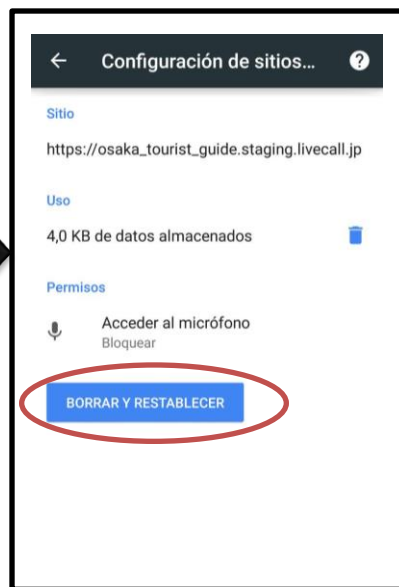 Configuración de sitios...
Sitio
https://osaka_tourist_guide.staging.livecall.jp
Uso
4,0 KB de datos almacenados
Permisos
Acceder al micrófono
Bloquear
BORRAR Y RESTABLECER